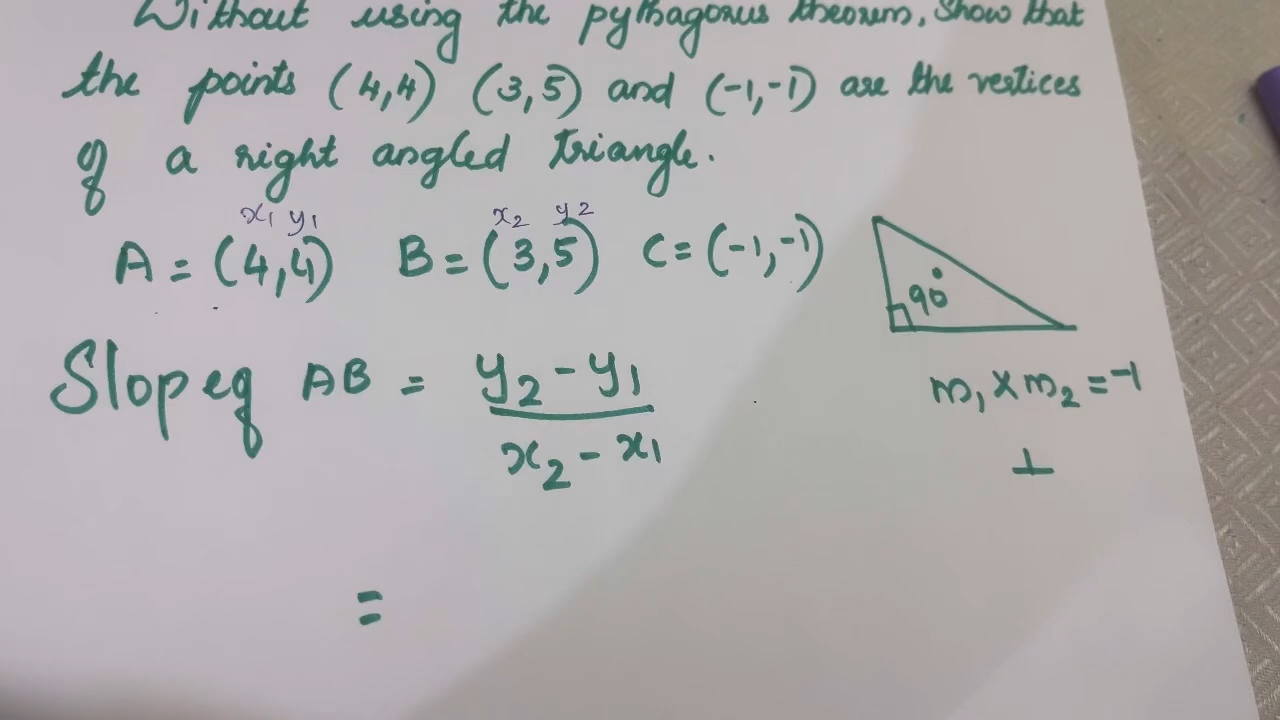 Without using the pythagorus theorem, Show that
the points (4,4) (3,5) and (-1,-1) are the vertices
of a right angled triangle.
x1 y1 x2 y2
A = (4,4) B = (3,5) C = (-1,-1)
90°
Slope of AB = y2 - y1
x2 - x1
m1 × m2 = -1
⊥
=